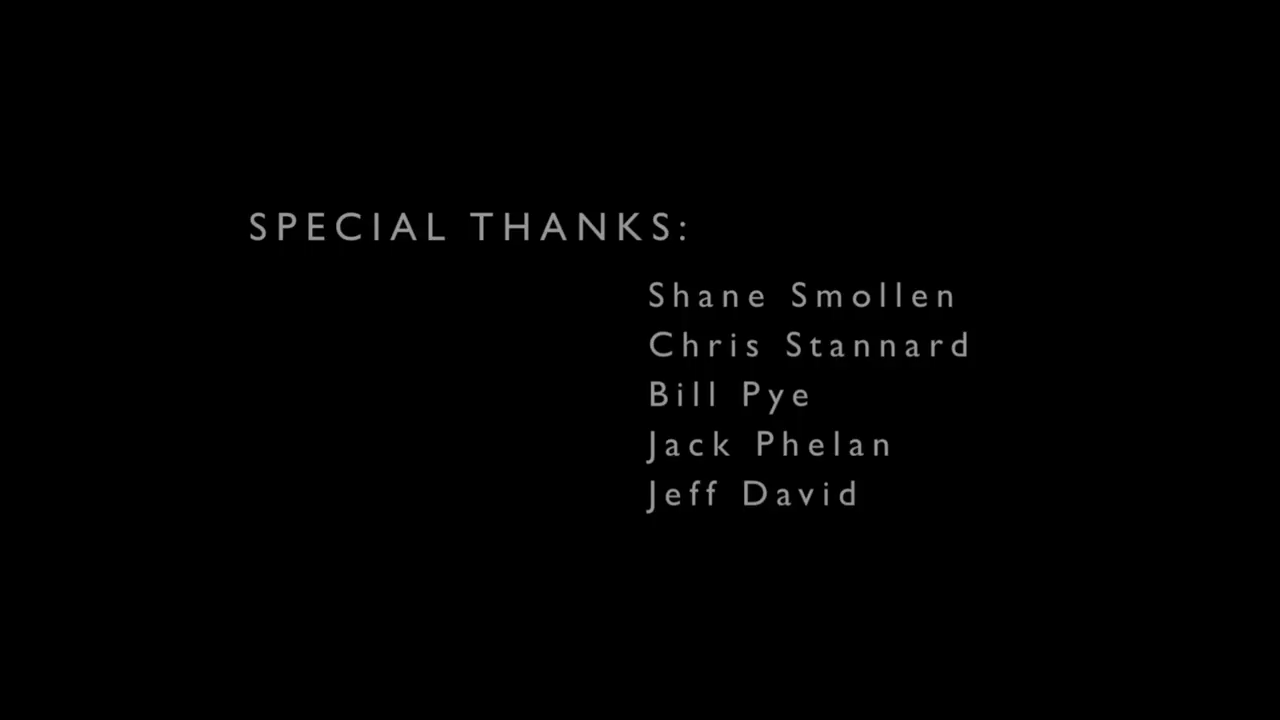 SPECIAL THANKS:
Shane Smollen
Chris Stannard
Bill Pye
Jack Phelan
Jeff David